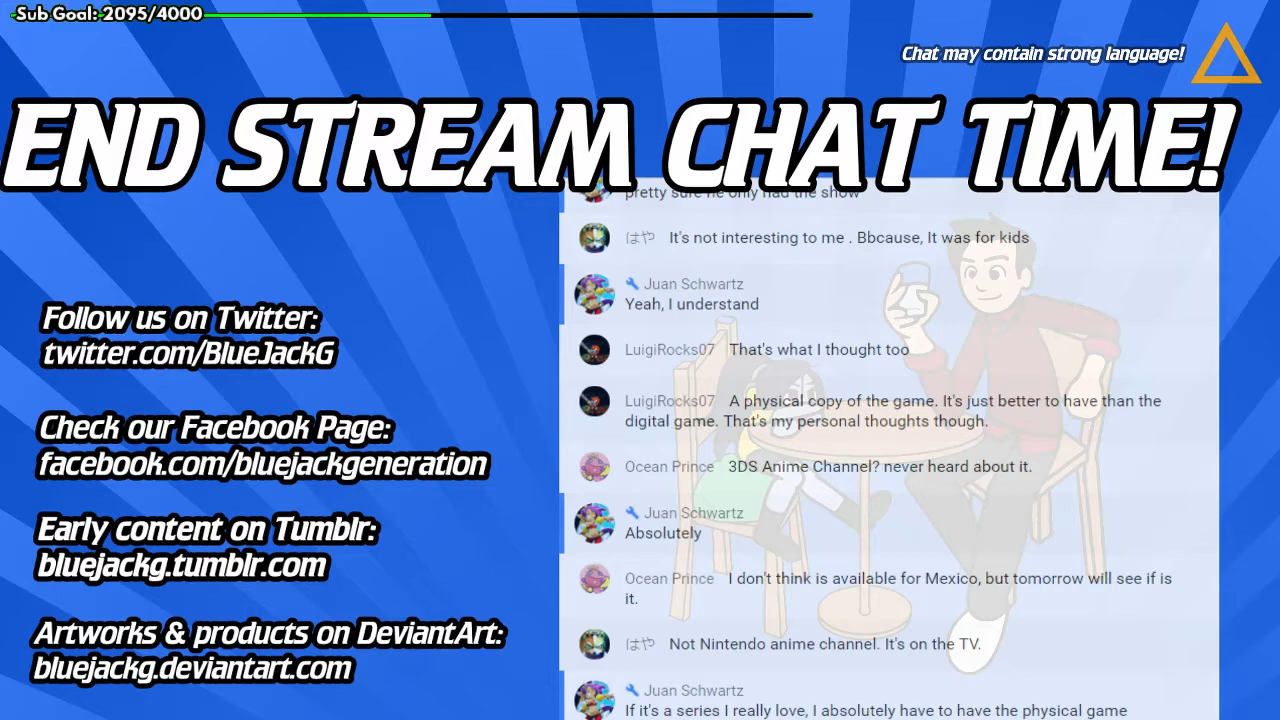 Sub Goal: 2095/4000
Chat may contain strong language!
END STREAM CHAT TIME!
pretty sure he only had the show
はや It's not interesting to me . Bbcause, It was for kids
Juan Schwartz
Yeah, I understand
LuigiRocks07 That's what I thought too
LuigiRocks07 A physical copy of the game. It's just better to have than the
digital game. That's my personal thoughts though.
Ocean Prince 3DS Anime Channel? never heard about it.
Juan Schwartz
Absolutely
Ocean Prince I don't think is available for Mexico, but tomorrow will see if is
it.
はや Not Nintendo anime channel. It's on the TV.
Juan Schwartz
If it's a series I really love, I absolutely have to have the physical game
Follow us on Twitter:
twitter.com/BlueJackG
Check our Facebook Page:
facebook.com/bluejackgeneration
Early content on Tumblr:
bluejackg.tumblr.com
Artworks & products on DeviantArt:
bluejackg.deviantart.com